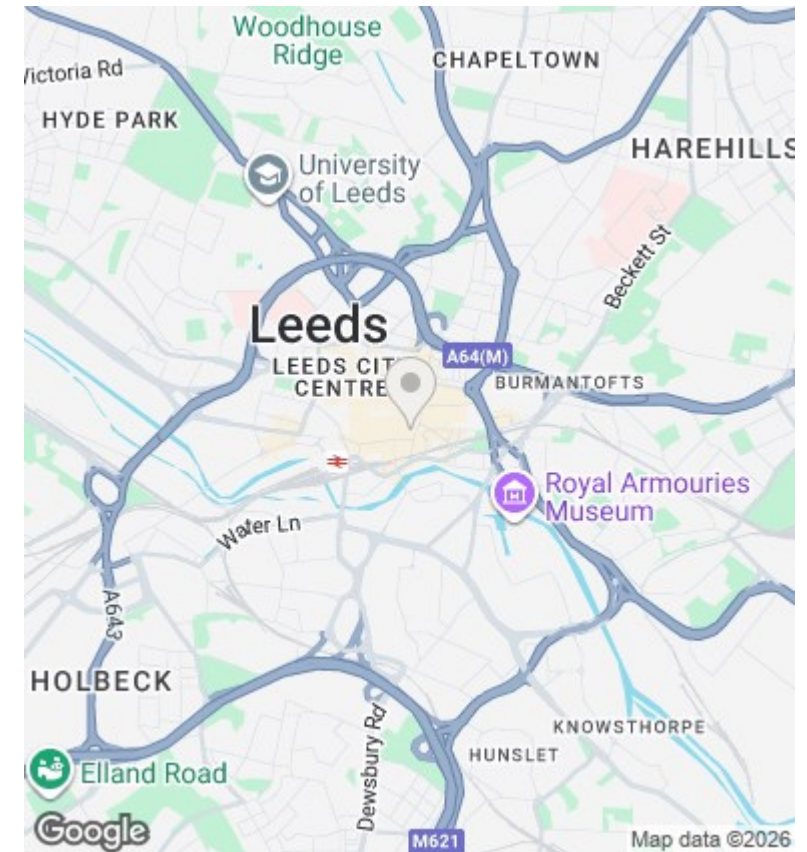 Woodhouse
Ridge
CHAPELTOWN
Victoria Rd
HYDE PARK
HAREHILLS
University
of Leeds
Beckett St
Leeds
A64(M)
LEEDS CITY
CENTRE
BURMANTOFTS
Royal Armouries
Museum
Water Ln
A643
HOLBECK
KNOWSTHORPE
Dewsbury Rd
HUNSLET
Elland Road
Google
M621
Map data ©2026